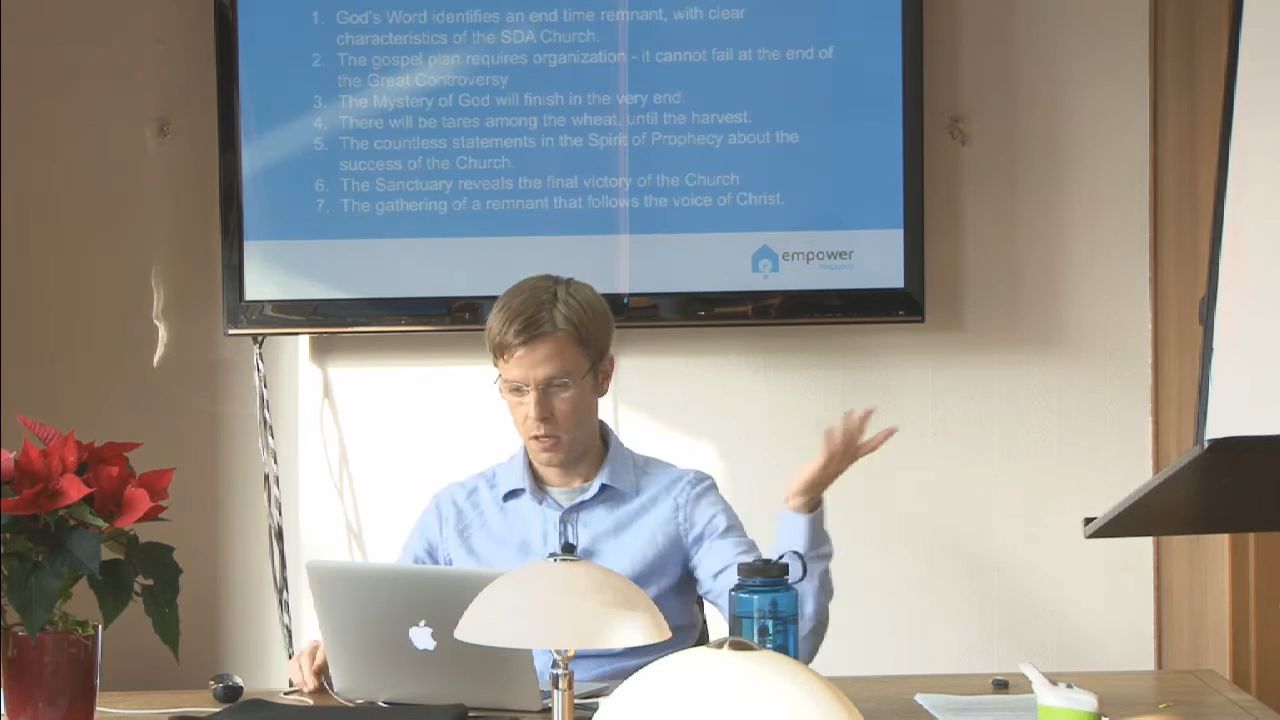 1. God's Word identifies an end time remnant, with clear
characteristics of the SDA Church.
2. The gospel plan requires organization - it cannot fail at the end of
the Great Controversy
3. The Mystery of God will finish in the very end.
4. There will be tares among the wheat, until the harvest.
5. The countless statements in the Spirit of Prophecy about the
success of the Church.
6. The Sanctuary reveals the final victory of the Church
7. The gathering of a remnant that follows the voice of Christ.
empower